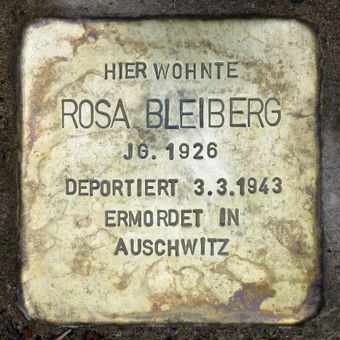 HIER WOHNTE
ROSA BLEIBERG
JG. 1926
DEPORTIERT 3.3.1943
ERMORDET IN
AUSCHWITZ